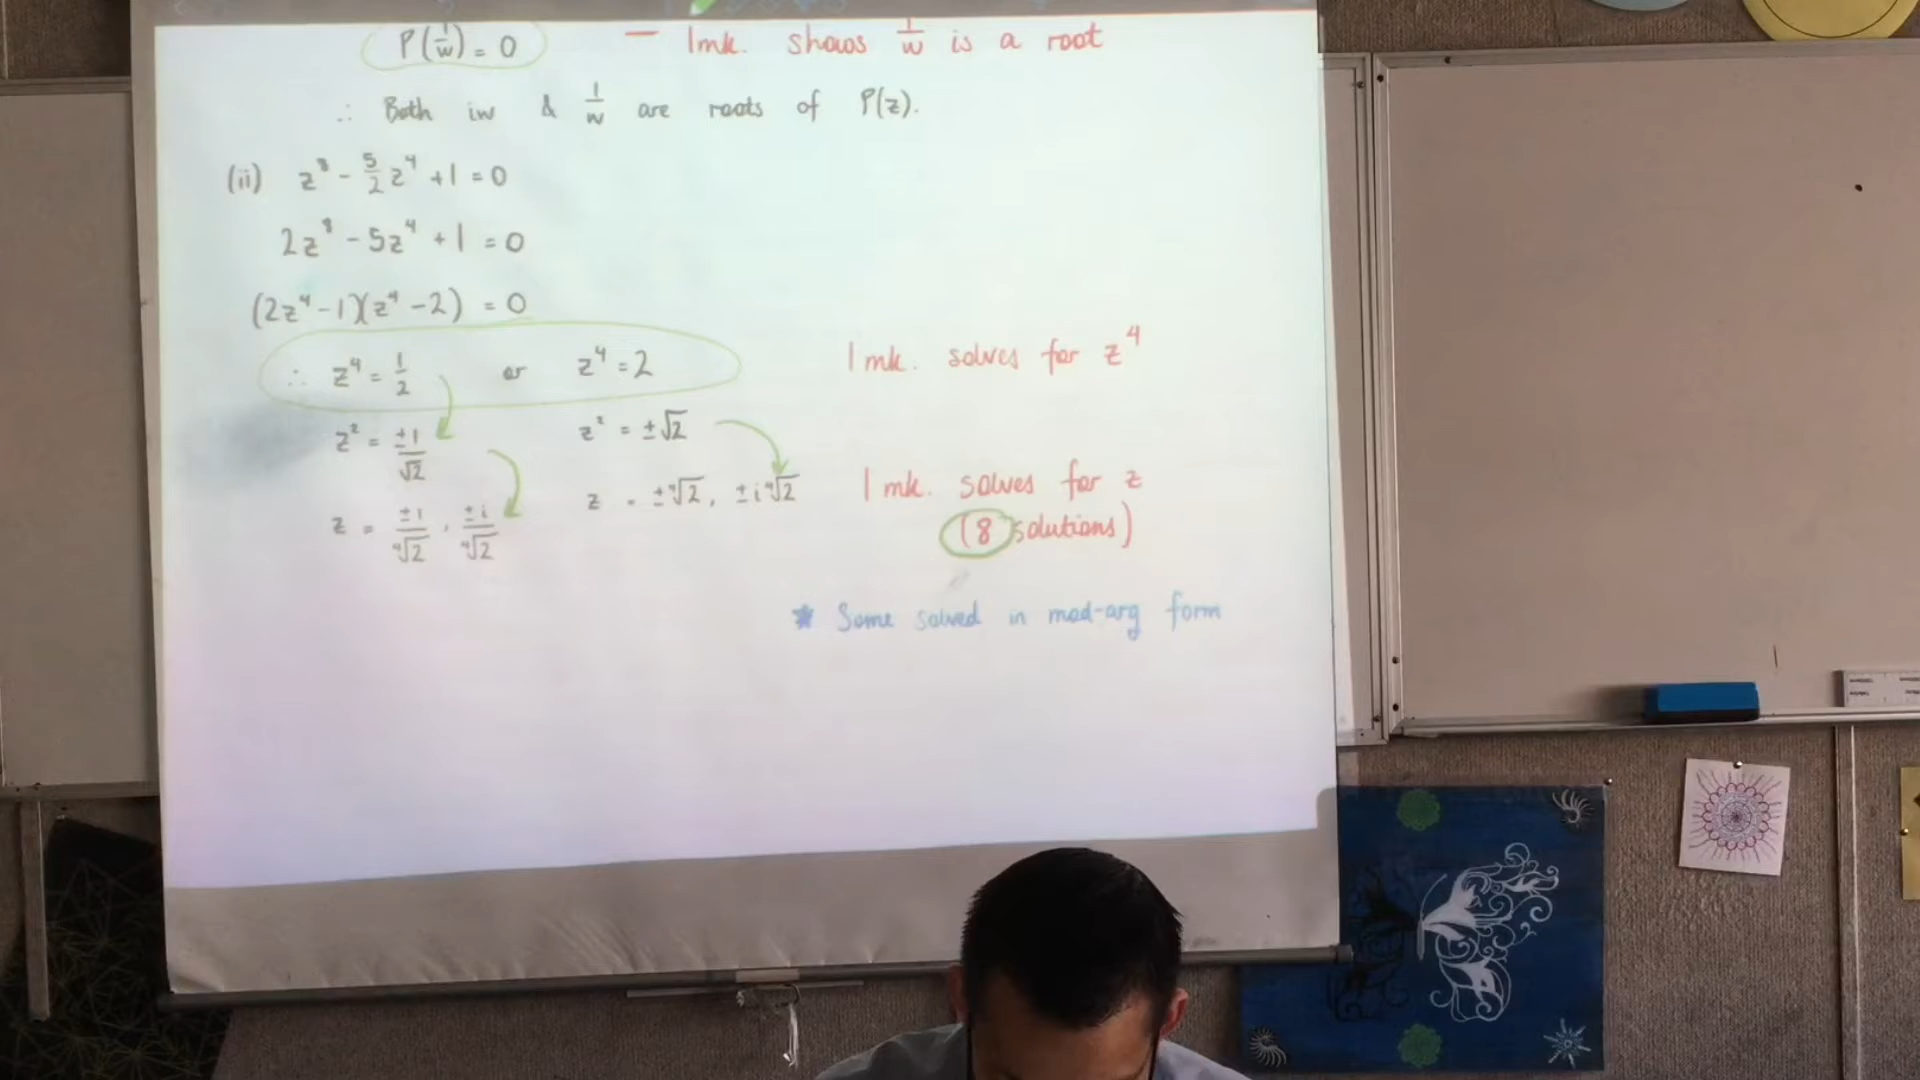 P(1/w) = 0 — 1mk. shows 1/w is a root
∴ Both iw & 1/w are roots of P(z).
(ii) z⁸ - 5/2 z⁴ + 1 = 0
2z⁸ - 5z⁴ + 1 = 0
(2z⁴ - 1)(z⁴ - 2) = 0
∴ z⁴ = 1/2 or z⁴ = 2 1 mk. solves for z⁴
z² = ±1/√2 z² = ±√2
z = ±1/⁴√2, ±i/⁴√2 z = ±⁴√2, ±i⁴√2 1 mk. solves for z
(8 solutions)
* Some solved in mod-arg form